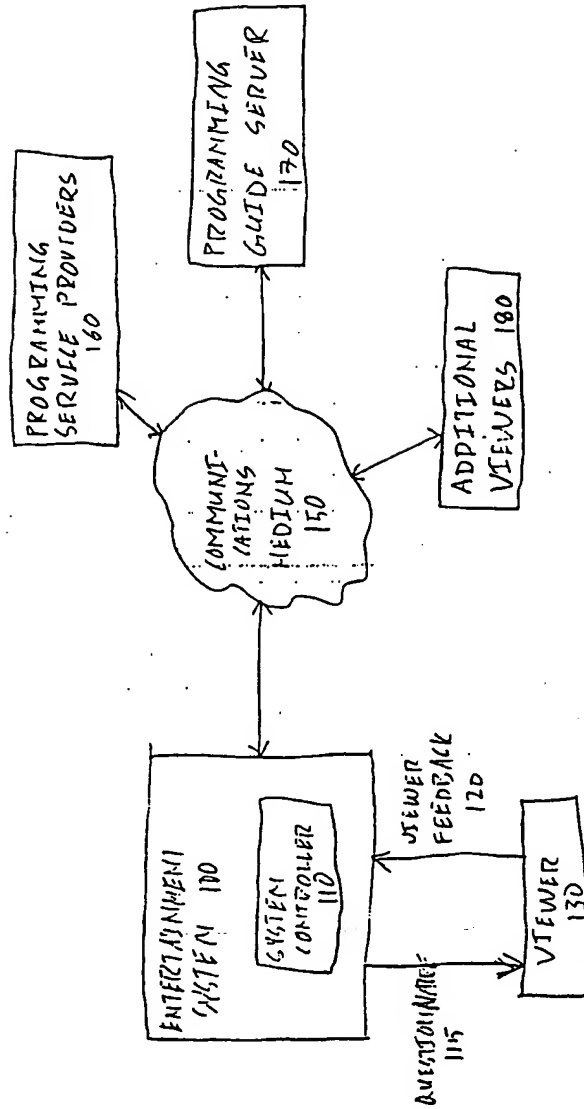 PROGRAMMING
SERVICE PROVIDERS
160
PROGRAMMING
GUIDE SERVER
170
COMMUNI-
CATIONS
MEDIUM
150
ADDITIONAL
VIEWERS 180
ENTERTAINMENT
SYSTEM 100
SYSTEM
CONTROLLER
110
VIEWER
FEEDBACK
120
QUESTIONNAIRE
115
VIEWER
130